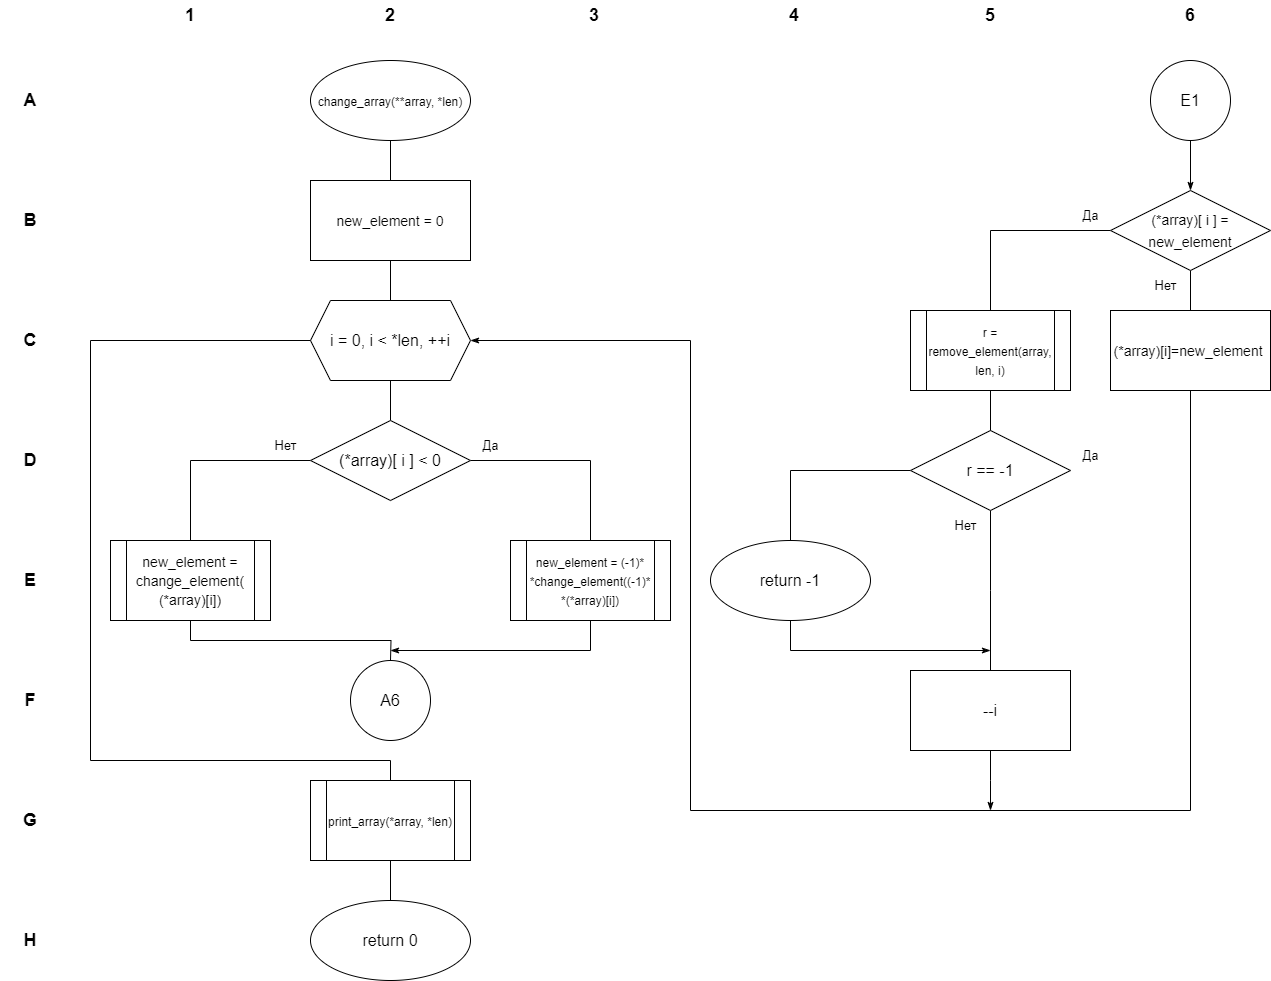 1 2 3 4 5 6
A
change_array(**array, *len)
E1
B
new_element = 0
Да
(*array)[ i ] =
new_element
Нет
C
i = 0, i < *len, ++i
r =
remove_element(array,
len, i)
(*array)[i]=new_element
D
Нет
(*array)[ i ] < 0
Да
r == -1
Да
Нет
E
new_element =
change_element(
(*array)[i])
new_element = (-1)*
*change_element((-1)*
*(*array)[i])
return -1
F
A6
--i
G
print_array(*array, *len)
H
return 0